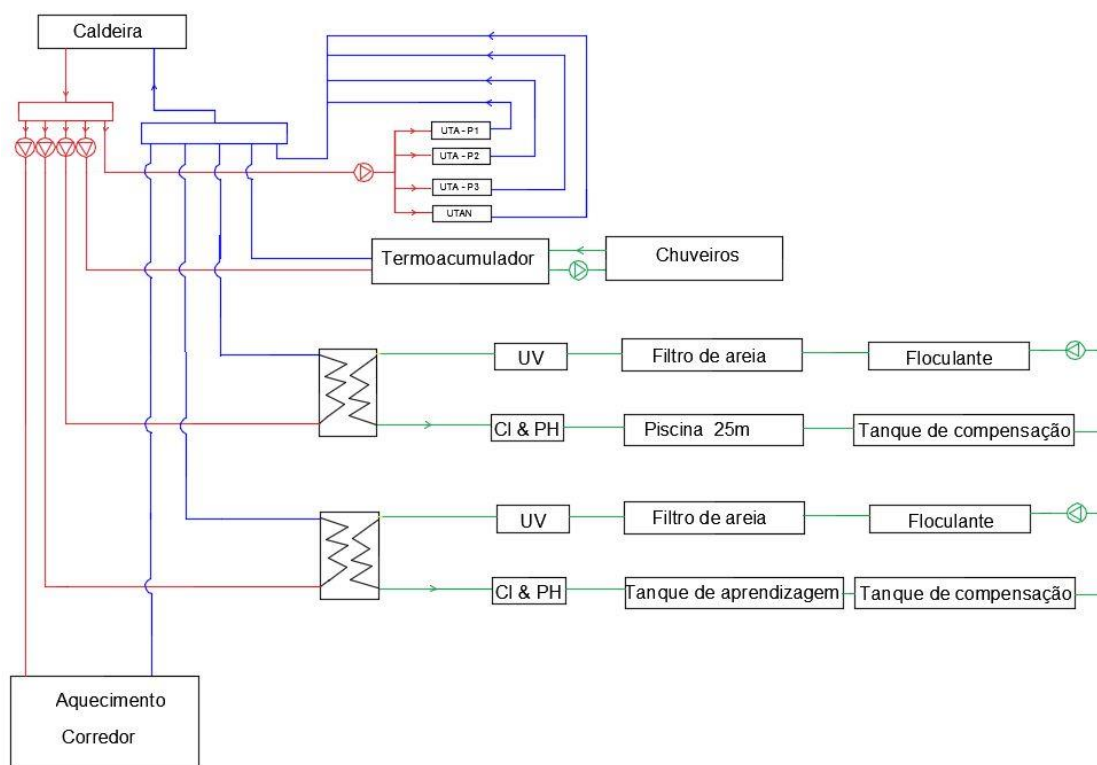 Caldeira
UTA - P1
UTA - P2
UTA - P3
UTAN
Termoacumulador
Chuveiros
UV
Filtro de areia
Floculante
Cl & PH
Piscina 25m
Tanque de compensação
UV
Filtro de areia
Floculante
Cl & PH
Tanque de aprendizagem
Tanque de compensação
Aquecimento
Corredor